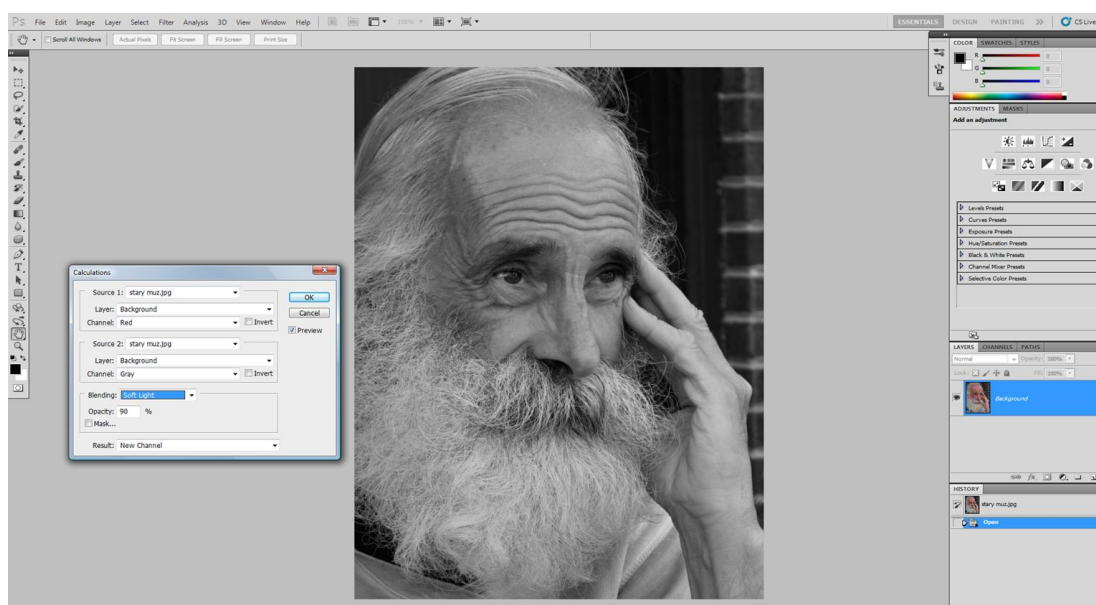 PS File Edit Image Layer Select Filter Analysis 3D View Window Help 100% ESSENTIALS DESIGN PAINTING >> CS Live
Scroll All Windows Actual Pixels Fit Screen Fill Screen Print Size
COLOR SWATCHES STYLES
R 0
G 0
B 0
ADJUSTMENTS MASKS
Add an adjustment
Levels Presets
Curves Presets
Exposure Presets
Hue/Saturation Presets
Black & White Presets
Channel Mixer Presets
Selective Color Presets
Calculations
Source 1: stary muz.jpg
OK
Layer: Background
Cancel
Channel: Red Invert
Preview
Source 2: stary muz.jpg
Layer: Background
Channel: Gray Invert
Blending: Soft Light
Opacity: 90 %
Mask...
Result: New Channel
LAYERS CHANNELS PATHS
Normal Opacity: 100%
Lock: Fill: 100%
Background
HISTORY
stary muz.jpg
Open